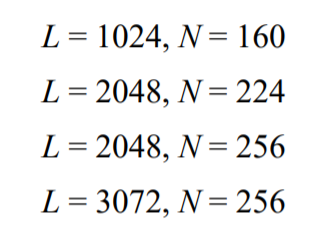 L = 1024, N = 160
L = 2048, N = 224
L = 2048, N = 256
L = 3072, N = 256